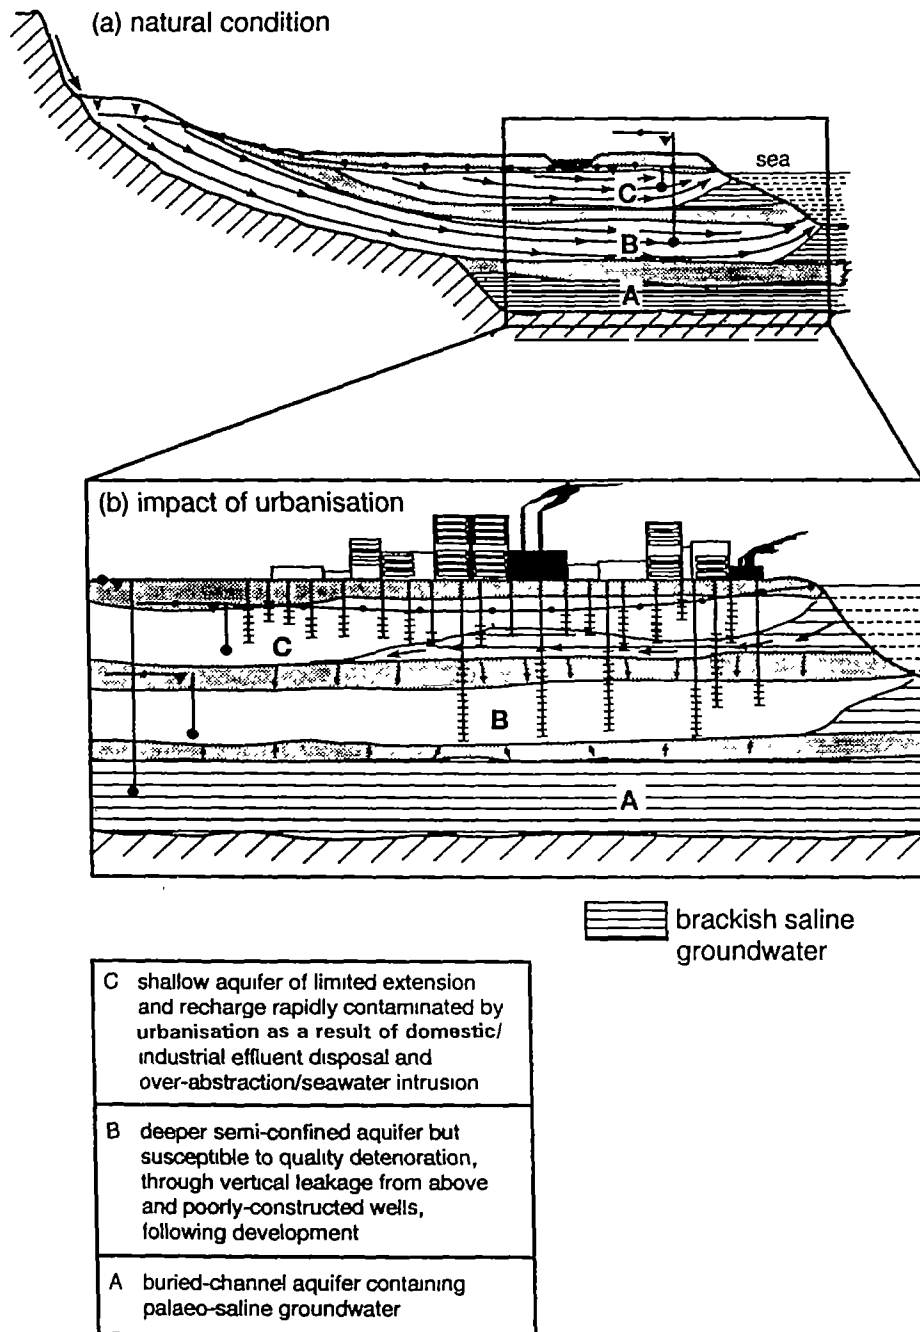 (a) natural condition
sea
C
B
A
(b) impact of urbanisation
C
B
A
brackish saline
groundwater
C shallow aquifer of limited extension
and recharge rapidly contaminated by
urbanisation as a result of domestic/
industrial effluent disposal and
over-abstraction/seawater intrusion
B deeper semi-confined aquifer but
susceptible to quality detenoration,
through vertical leakage from above
and poorly-constructed wells,
following development
A buried-channel aquifer containing
palaeo-saline groundwater